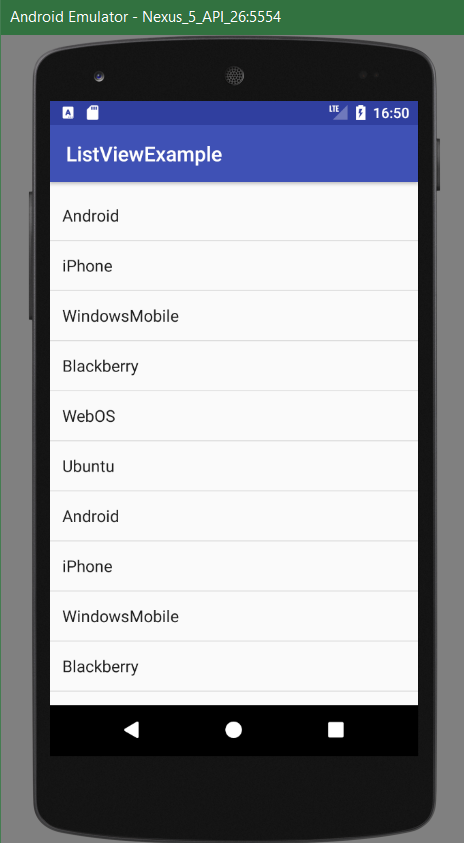 Android Emulator - Nexus_5_API_26:5554
A LTE 16:50
ListViewExample
Android
iPhone
WindowsMobile
Blackberry
WebOS
Ubuntu
Android
iPhone
WindowsMobile
Blackberry